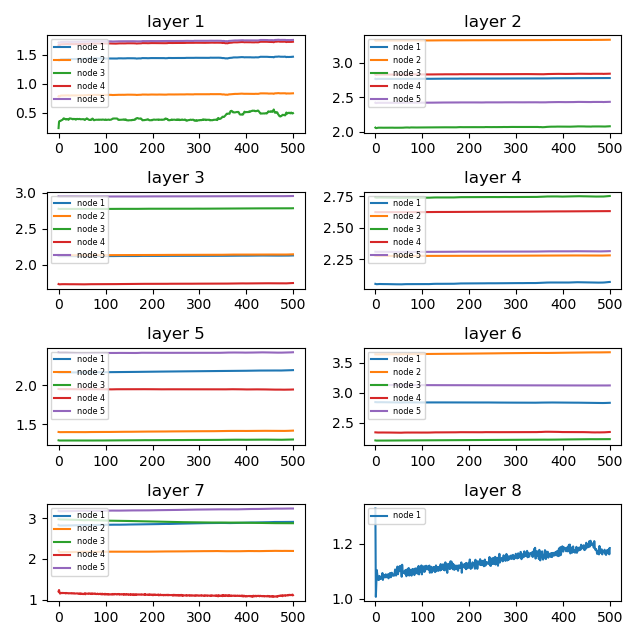 layer 1
1.5
1.0
0.5
node 1
node 2
node 3
node 4
node 5
0 100 200 300 400 500
layer 2
3.0
2.5
2.0
node 1
node 2
node 3
node 4
node 5
0 100 200 300 400 500
layer 3
3.0
2.5
2.0
node 1
node 2
node 3
node 4
node 5
0 100 200 300 400 500
layer 4
2.75
2.50
2.25
node 1
node 2
node 3
node 4
node 5
0 100 200 300 400 500
layer 5
2.0
1.5
node 1
node 2
node 3
node 4
node 5
0 100 200 300 400 500
layer 6
3.5
3.0
2.5
node 1
node 2
node 3
node 4
node 5
0 100 200 300 400 500
layer 7
3
2
1
node 1
node 2
node 3
node 4
node 5
0 100 200 300 400 500
layer 8
1.2
1.0
node 1
0 100 200 300 400 500